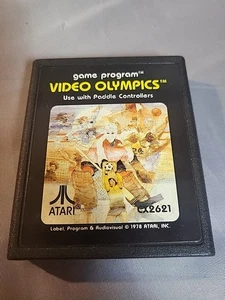 game program™
VIDEO OLYMPICS™
Use with Paddle Controllers
ATARI®
CX2621
Label, Program & Audiovisual © 1978 ATARI, INC.